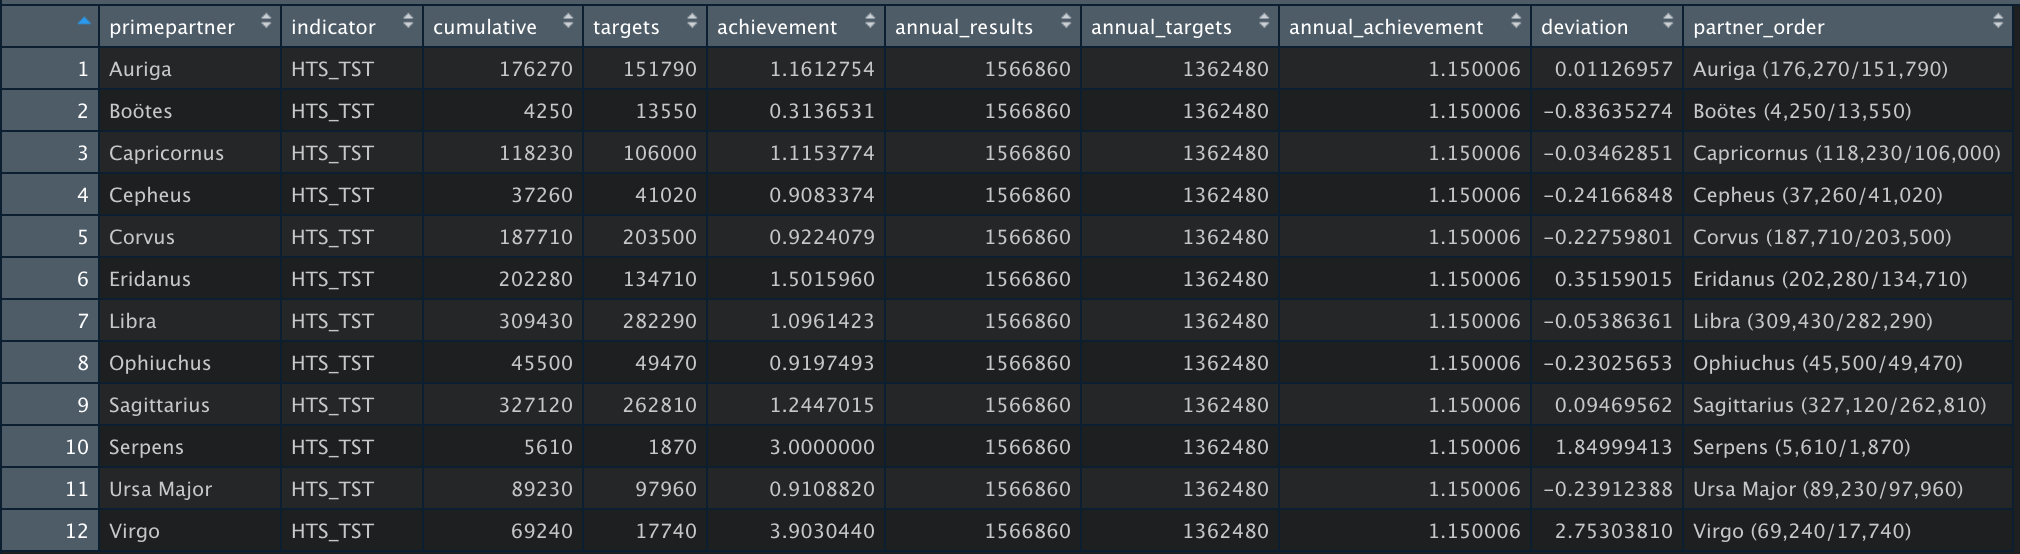 primepartner indicator cumulative targets achievement annual_results annual_targets annual_achievement deviation partner_order
1 Auriga HTS_TST 176270 151790 1.1612754 1566860 1362480 1.150006 0.01126957 Auriga (176,270/151,790)
2 Boötes HTS_TST 4250 13550 0.3136531 1566860 1362480 1.150006 −0.83635274 Boötes (4,250/13,550)
3 Capricornus HTS_TST 118230 106000 1.1153774 1566860 1362480 1.150006 −0.03462851 Capricornus (118,230/106,000)
4 Cepheus HTS_TST 37260 41020 0.9083374 1566860 1362480 1.150006 −0.24166848 Cepheus (37,260/41,020)
5 Corvus HTS_TST 187710 203500 0.9224079 1566860 1362480 1.150006 −0.22759801 Corvus (187,710/203,500)
6 Eridanus HTS_TST 202280 134710 1.5015960 1566860 1362480 1.150006 0.35159015 Eridanus (202,280/134,710)
7 Libra HTS_TST 309430 282290 1.0961423 1566860 1362480 1.150006 −0.05386361 Libra (309,430/282,290)
8 Ophiuchus HTS_TST 45500 49470 0.9197493 1566860 1362480 1.150006 −0.23025653 Ophiuchus (45,500/49,470)
9 Sagittarius HTS_TST 327120 262810 1.2447015 1566860 1362480 1.150006 0.09469562 Sagittarius (327,120/262,810)
10 Serpens HTS_TST 5610 1870 3.0000000 1566860 1362480 1.150006 1.84999413 Serpens (5,610/1,870)
11 Ursa Major HTS_TST 89230 97960 0.9108820 1566860 1362480 1.150006 −0.23912388 Ursa Major (89,230/97,960)
12 Virgo HTS_TST 69240 17740 3.9030440 1566860 1362480 1.150006 2.75303810 Virgo (69,240/17,740)